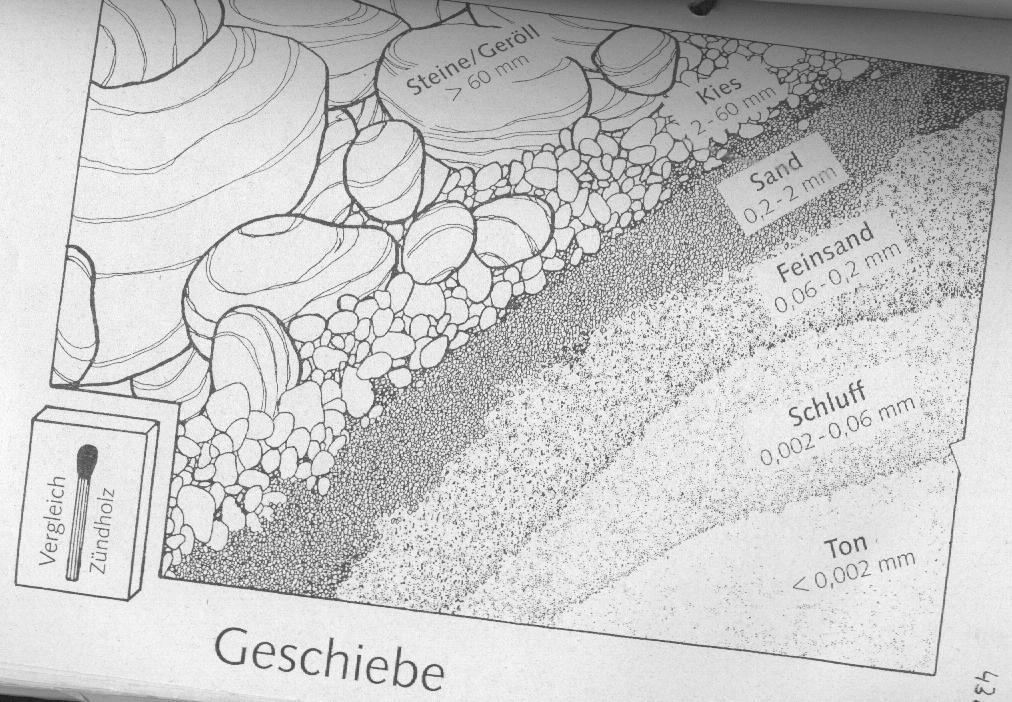 Steine/Geröll
> 60 mm
Kies
2-60 mm
Sand
0,2-2 mm
Feinsand
0,06-0,2 mm
Schluff
0,002-0,06 mm
Ton
< 0,002 mm
Vergleich
Zündholz
Geschiebe